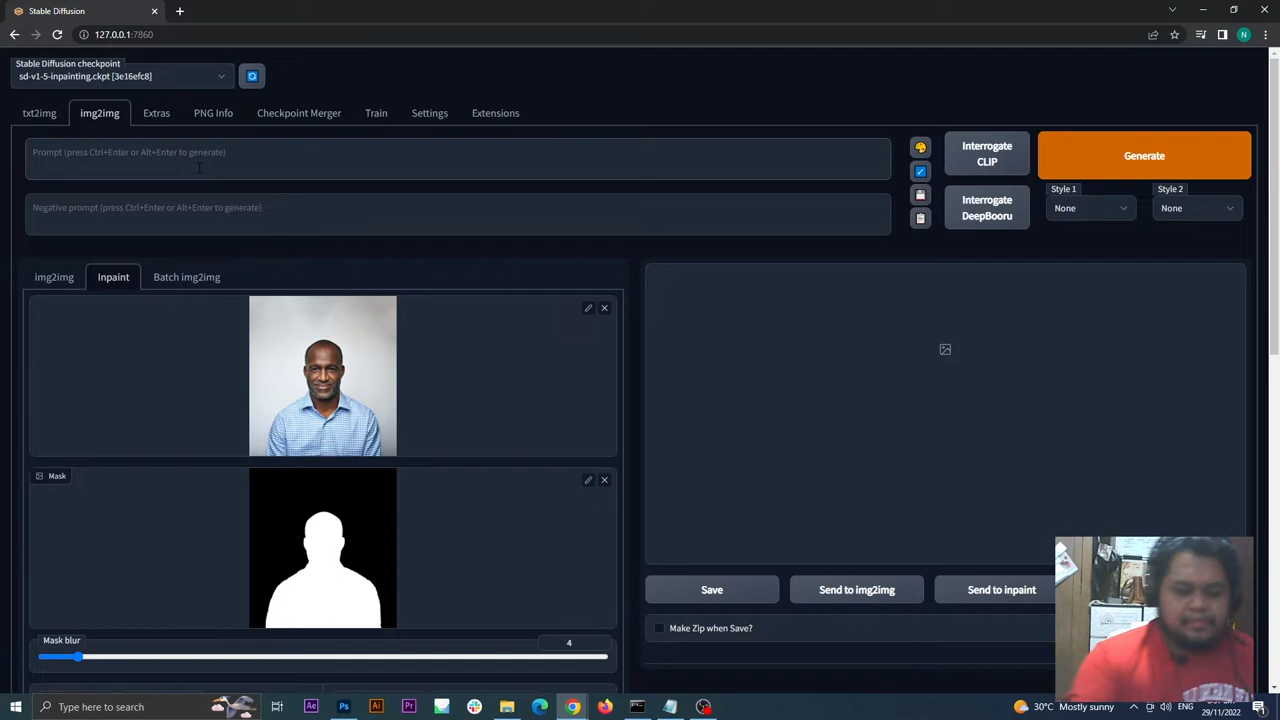 Stable Diffusion
127.0.0.1:7860
N
Stable Diffusion checkpoint
sd-v1-5-inpainting.ckpt [3e16efc8]
txt2img
img2img
Extras
PNG Info
Checkpoint Merger
Train
Settings
Extensions
Prompt (press Ctrl+Enter or Alt+Enter to generate)
Negative prompt (press Ctrl+Enter or Alt+Enter to generate)
Interrogate
CLIP
Interrogate
DeepBooru
Generate
Style 1
None
Style 2
None
img2img
Inpaint
Batch img2img
Mask
Mask blur
4
Save
Send to img2img
Send to inpaint
Make Zip when Save?
Type here to search
Ae
Ps
Ai
Pr
30°C Mostly sunny
ENG
29/11/2022